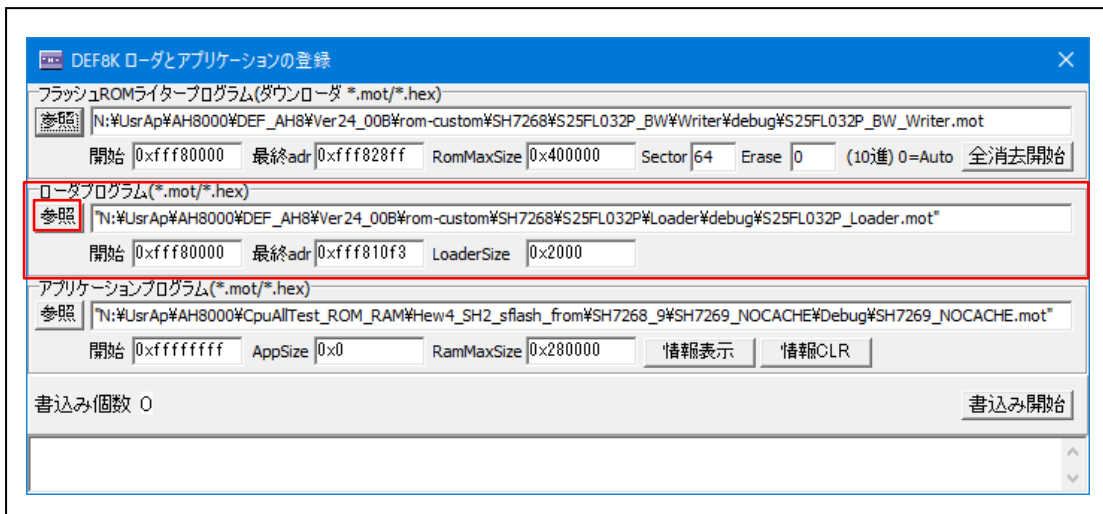 DEF8K ローダとアプリケーションの登録
フラッシュROMライタープログラム(ダウンローダ *.mot/*.hex)
参照 N:¥UsrAp¥AH8000¥DEF_AH8¥Ver24_00B¥rom-custom¥SH7268¥S25FL032P_BW¥Writer¥debug¥S25FL032P_BW_Writer.mot
開始 0xfff80000 最終adr 0xfff828ff RomMaxSize 0x400000 Sector 64 Erase 0 (10進) 0=Auto 全消去開始
ローダプログラム(*.mot/*.hex)
参照 "N:¥UsrAp¥AH8000¥DEF_AH8¥Ver24_00B¥rom-custom¥SH7268¥S25FL032P¥Loader¥debug¥S25FL032P_Loader.mot"
開始 0xfff80000 最終adr 0xfff810f3 LoaderSize 0x2000
アプリケーションプログラム(*.mot/*.hex)
参照 "N:¥UsrAp¥AH8000¥CpuAllTest_ROM_RAM¥Hew4_SH2_sflash_from¥SH7268_9¥SH7269_NOCACHE¥Debug¥SH7269_NOCACHE.mot"
開始 0xffffffff AppSize 0x0 RamMaxSize 0x280000 情報表示 情報CLR
書込み個数 0 書込み開始